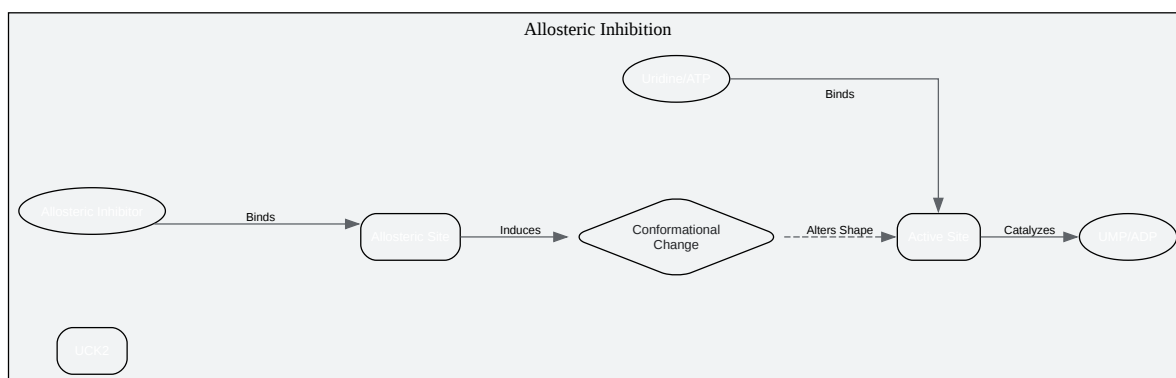 Allosteric Inhibition
Uridine/ATP
Binds
Allosteric Inhibitor
Binds
Allosteric Site
Induces
Conformational
Change
Alters Shape
Active Site
Catalyzes
UMP/ADP
UCK2